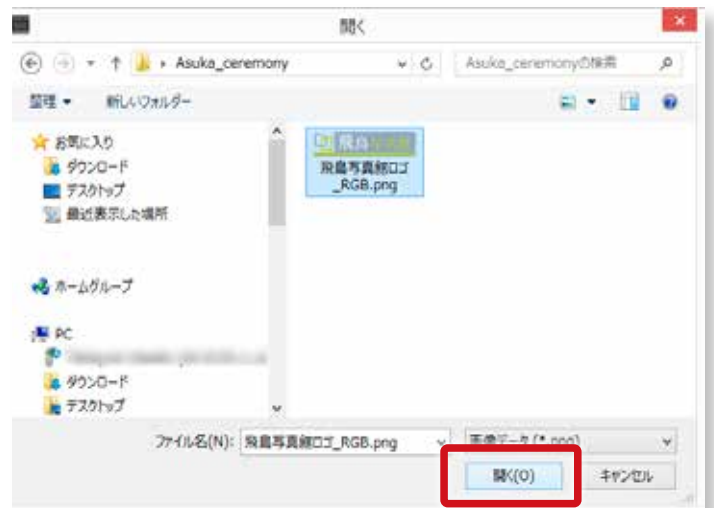 開く
Asuka_ceremony
Asuka_ceremonyの検索
整理
新しいフォルダー
お気に入り
ダウンロード
デスクトップ
最近表示した場所
ホームグループ
PC
ダウンロード
デスクトップ
飛鳥写真館ロゴ
_RGB.png
ファイル名(N):
飛鳥写真館ロゴ_RGB.png
画像データ (*.png)
開く(O)
キャンセル